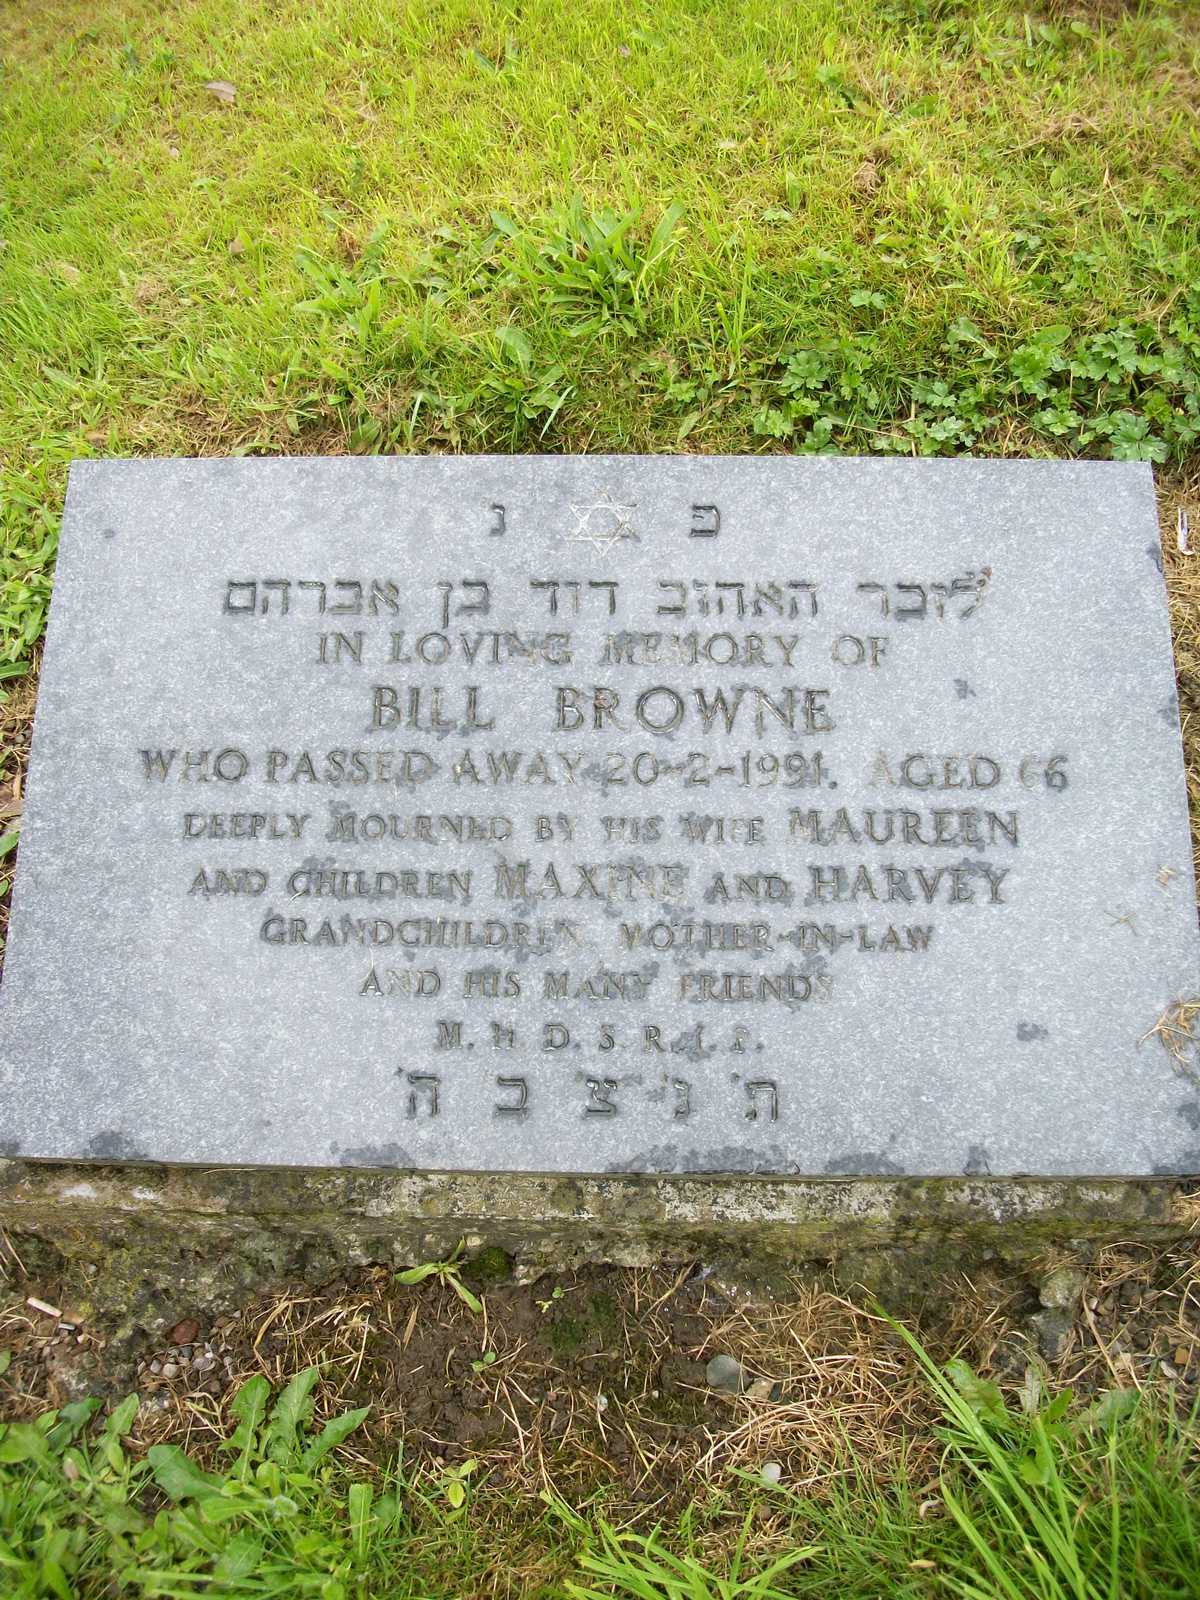 פ נ
לזכר האהוב דוד בן אברהם
IN LOVING MEMORY OF
BILL BROWNE
WHO PASSED AWAY 20-2-1991. AGED 66
DEEPLY MOURNED BY HIS WIFE MAUREEN
AND CHILDREN MAXINE AND HARVEY
GRANDCHILDREN MOTHER-IN-LAW
AND HIS MANY FRIENDS
M. H. D. S. R. I. P.
ת' נ' צ' ב' ה'